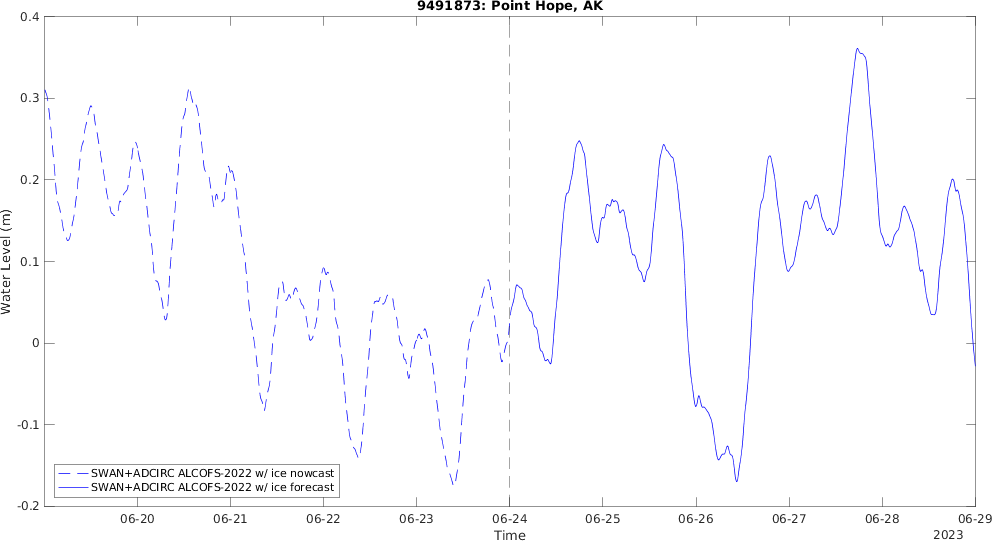 9491873: Point Hope, AK
0.4
0.3
0.2
0.1
0
-0.1
-0.2
Water Level (m)
SWAN+ADCIRC ALCOFS-2022 w/ ice nowcast
SWAN+ADCIRC ALCOFS-2022 w/ ice forecast
06-20 06-21 06-22 06-23 06-24 06-25 06-26 06-27 06-28 06-29
Time
2023